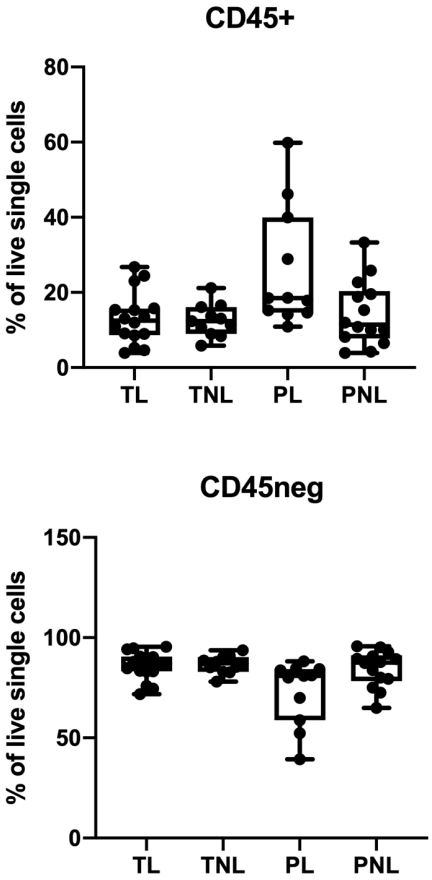 CD45+
% of live single cells
80
60
40
20
0
TL TNL PL PNL
CD45neg
% of live single cells
150
100
50
0
TL TNL PL PNL